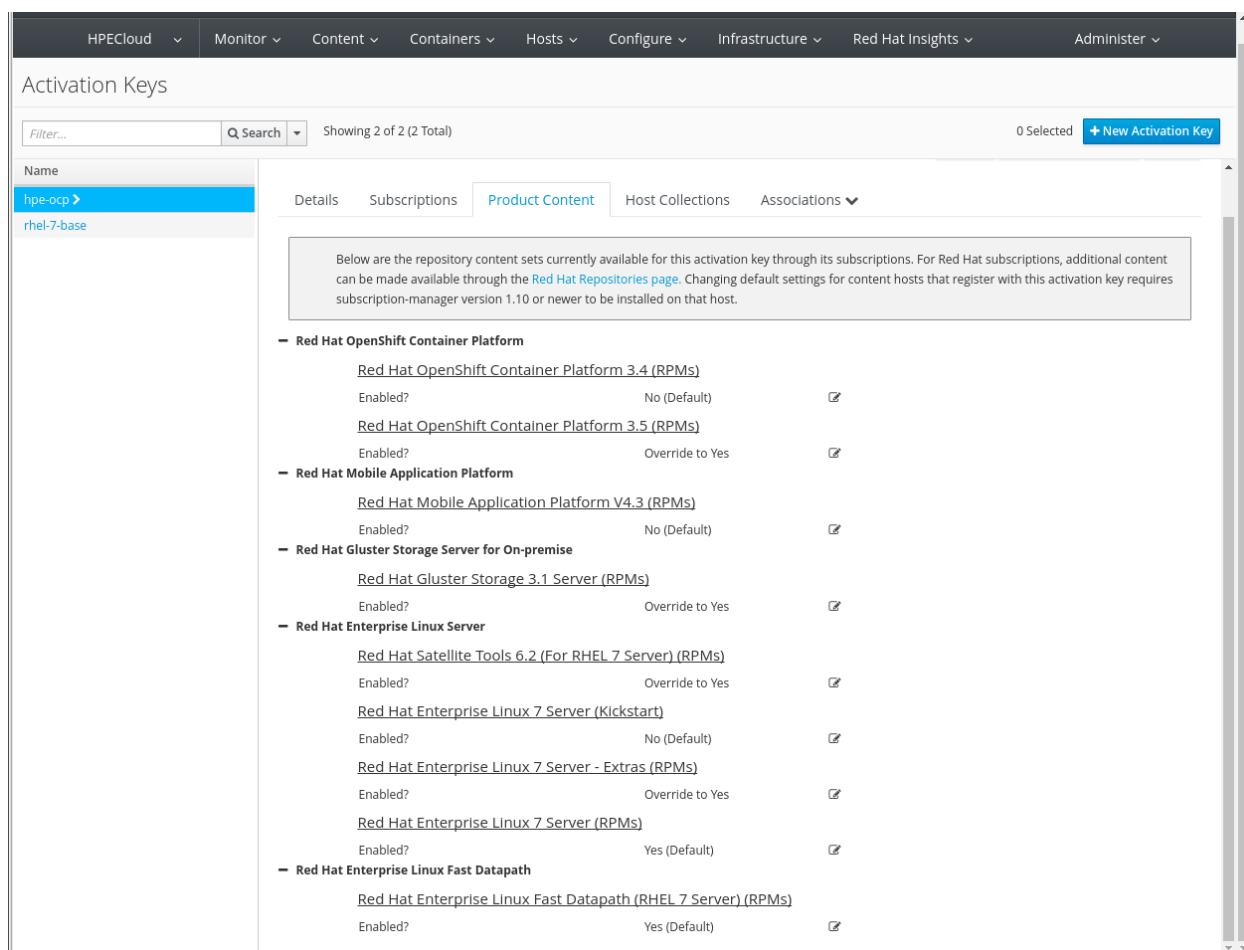 HPECloud Monitor Content Containers Hosts Configure Infrastructure Red Hat Insights Administer
Activation Keys
Filter... Search Showing 2 of 2 (2 Total) 0 Selected + New Activation Key
Name
hpe-ocp
rhel-7-base
Details Subscriptions Product Content Host Collections Associations
Below are the repository content sets currently available for this activation key through its subscriptions. For Red Hat subscriptions, additional content
can be made available through the Red Hat Repositories page. Changing default settings for content hosts that register with this activation key requires
subscription-manager version 1.10 or newer to be installed on that host.
Red Hat OpenShift Container Platform
Red Hat OpenShift Container Platform 3.4 (RPMs)
Enabled? No (Default)
Red Hat OpenShift Container Platform 3.5 (RPMs)
Enabled? Override to Yes
Red Hat Mobile Application Platform
Red Hat Mobile Application Platform V4.3 (RPMs)
Enabled? No (Default)
Red Hat Gluster Storage Server for On-premise
Red Hat Gluster Storage 3.1 Server (RPMs)
Enabled? Override to Yes
Red Hat Enterprise Linux Server
Red Hat Satellite Tools 6.2 (For RHEL 7 Server) (RPMs)
Enabled? Override to Yes
Red Hat Enterprise Linux 7 Server (Kickstart)
Enabled? No (Default)
Red Hat Enterprise Linux 7 Server - Extras (RPMs)
Enabled? Override to Yes
Red Hat Enterprise Linux 7 Server (RPMs)
Enabled? Yes (Default)
Red Hat Enterprise Linux Fast Datapath
Red Hat Enterprise Linux Fast Datapath (RHEL 7 Server) (RPMs)
Enabled? Yes (Default)